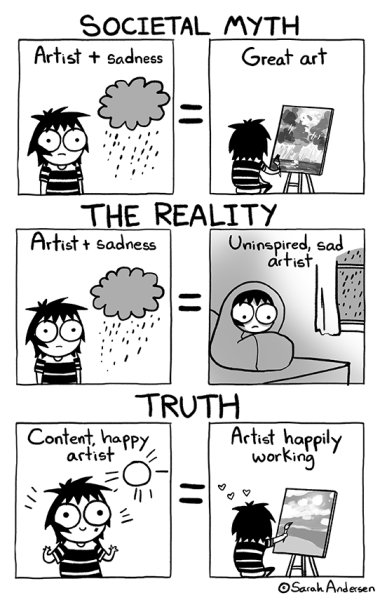 SOCIETAL MYTH
Artist + sadness
=
Great art
THE REALITY
Artist + sadness
=
Uninspired, sad
artist
TRUTH
Content, happy
artist
=
Artist happily
working
©Sarah Andersen